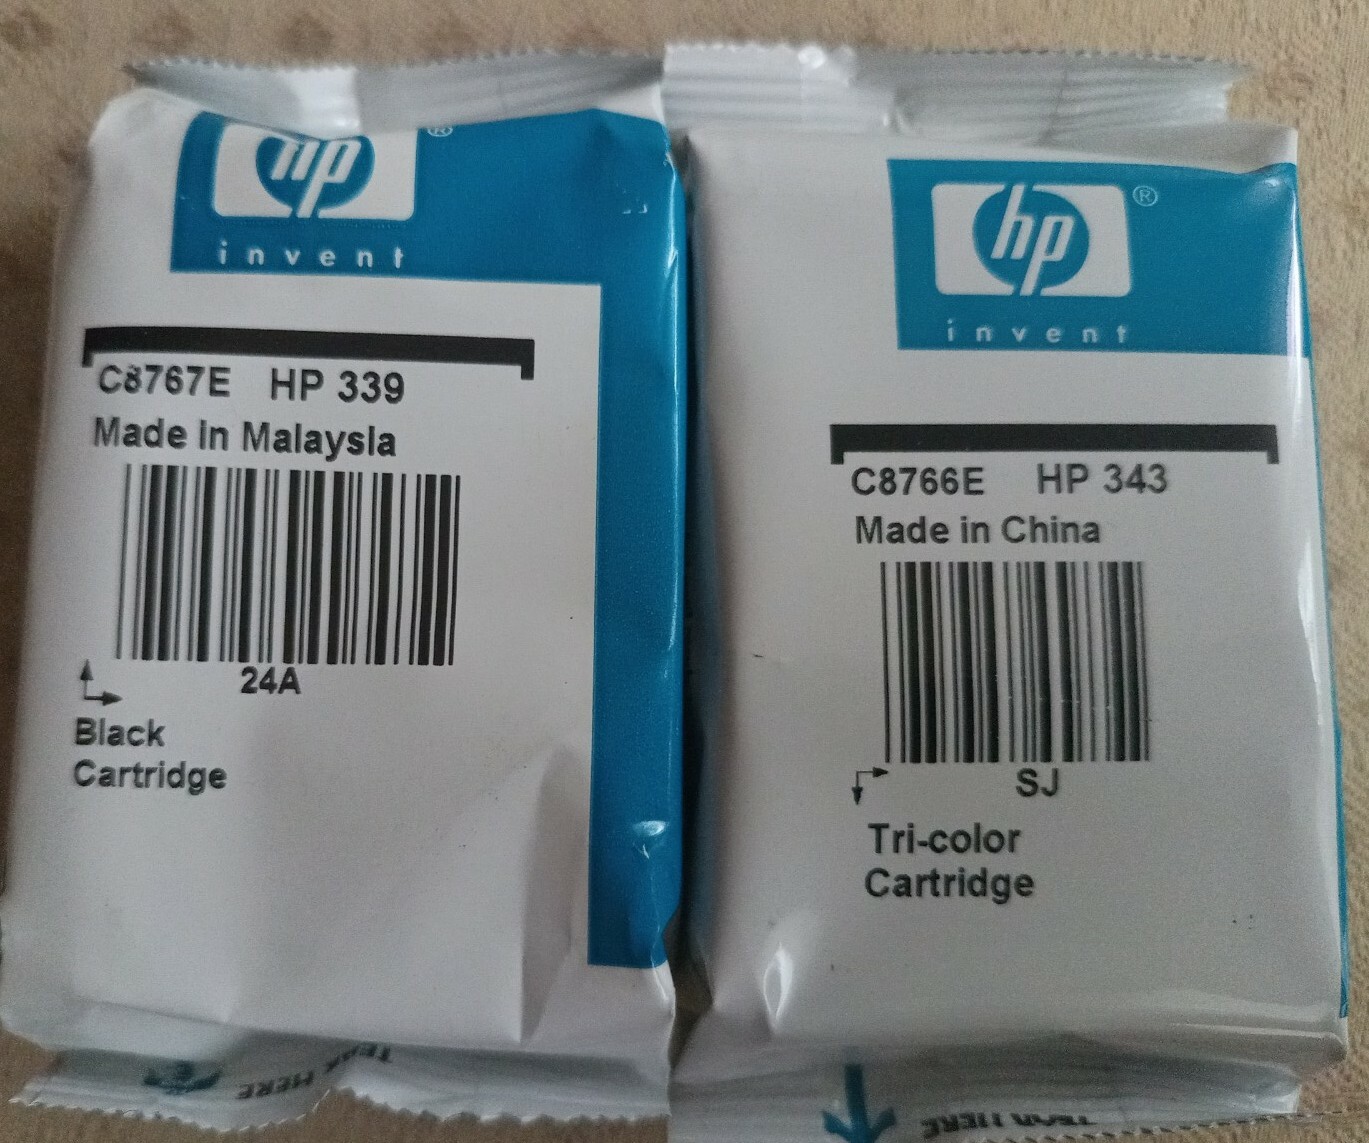 hp ®
invent
C8767E HP 339
Made in Malaysia
24A
Black
Cartridge
TEAR HERE
hp ®
invent
C8766E HP 343
Made in China
SJ
Tri-color
Cartridge
TEAR HERE